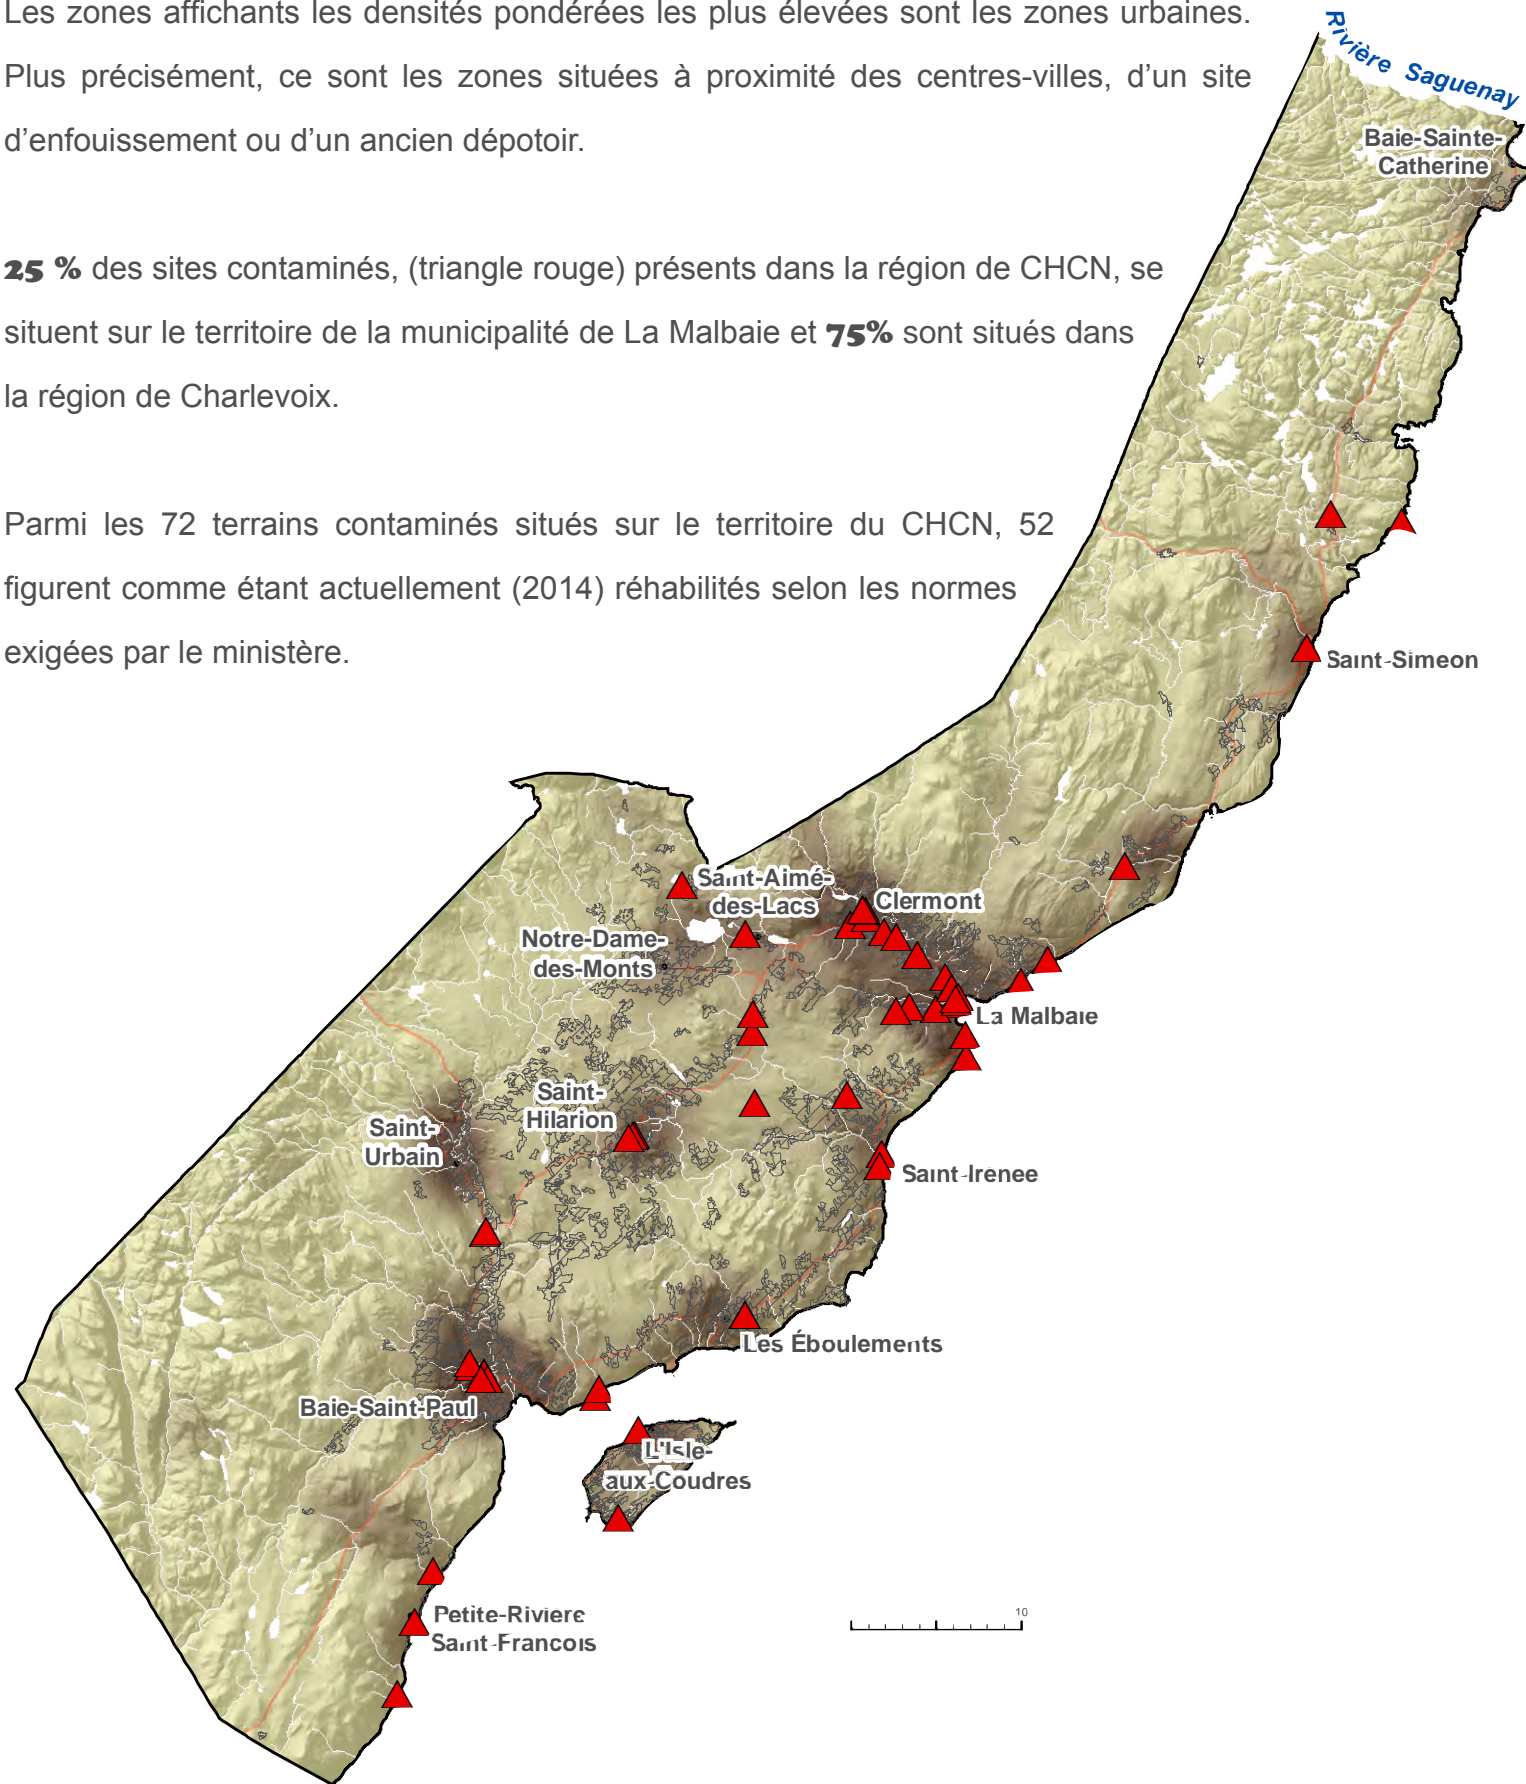 Les zones affichants les densités pondérées les plus élevées sont les zones urbaines.
Plus précisément, ce sont les zones situées à proximité des centres-villes, d'un site
d'enfouissement ou d'un ancien dépotoir.
25 % des sites contaminés, (triangle rouge) présents dans la région de CHCN, se
situent sur le territoire de la municipalité de La Malbaie et 75% sont situés dans
la région de Charlevoix.
Parmi les 72 terrains contaminés situés sur le territoire du CHCN, 52
figurent comme étant actuellement (2014) réhabilités selon les normes
exigées par le ministère.
Rivière Saguenay
Baie-Sainte-
Catherine
Saint-Simeon
Saint-Aimé-
des-Lacs
Clermont
Notre-Dame-
des-Monts
La Malbaie
Saint-
Hilarion
Saint-
Urbain
Saint-Irenee
Les Éboulements
Baie-Saint-Paul
L'Isle-
aux-Coudres
Petite-Riviere
Saint-Francois
10